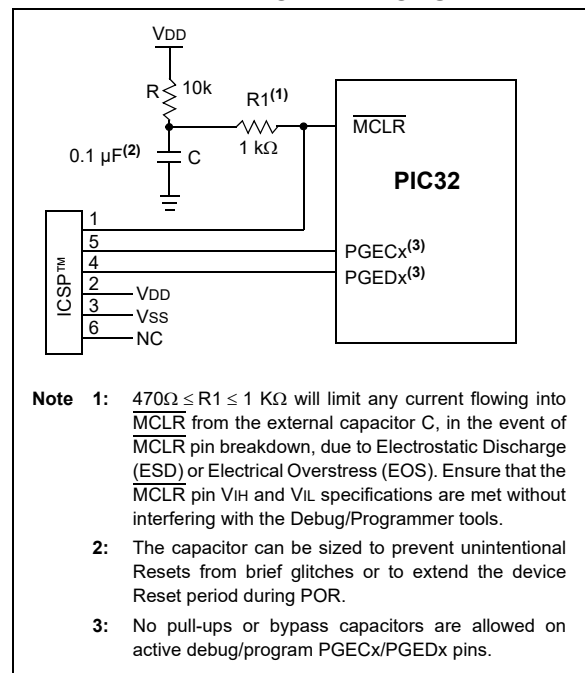 VDD
R 10k
R1(1)
1 kΩ
0.1 µF(2) C
MCLR
PIC32
PGECx(3)
PGEDx(3)
ICSP™
1
5
4
2 VDD
3 VSS
6 NC
Note 1: 470Ω ≤ R1 ≤ 1 KΩ will limit any current flowing into
MCLR from the external capacitor C, in the event of
MCLR pin breakdown, due to Electrostatic Discharge
(ESD) or Electrical Overstress (EOS). Ensure that the
MCLR pin VIH and VIL specifications are met without
interfering with the Debug/Programmer tools.
2: The capacitor can be sized to prevent unintentional
Resets from brief glitches or to extend the device
Reset period during POR.
3: No pull-ups or bypass capacitors are allowed on
active debug/program PGECx/PGEDx pins.